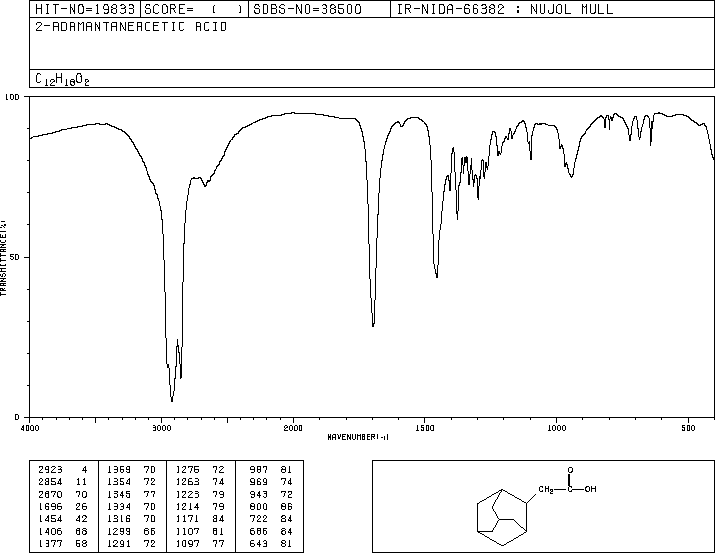 HIT-NO=19833 SCORE= ( ) SDBS-NO=38500 IR-NIDA-66382 : NUJOL MULL
2-ADAMANTANEACETIC ACID
C12H18O2
100
50
0
TRANSMITTANCE(%)
4000 3000 2000 1500 1000 500
WAVENUMBER(-1)
2923 4 1369 70 1276 72 987 81
2854 11 1354 72 1263 74 969 74
2670 70 1345 77 1223 79 943 72
1696 26 1334 70 1214 79 800 86
1454 42 1316 70 1171 84 722 84
1406 68 1299 66 1107 81 686 84
1377 58 1291 72 1097 77 643 81
O
CH2-C-OH